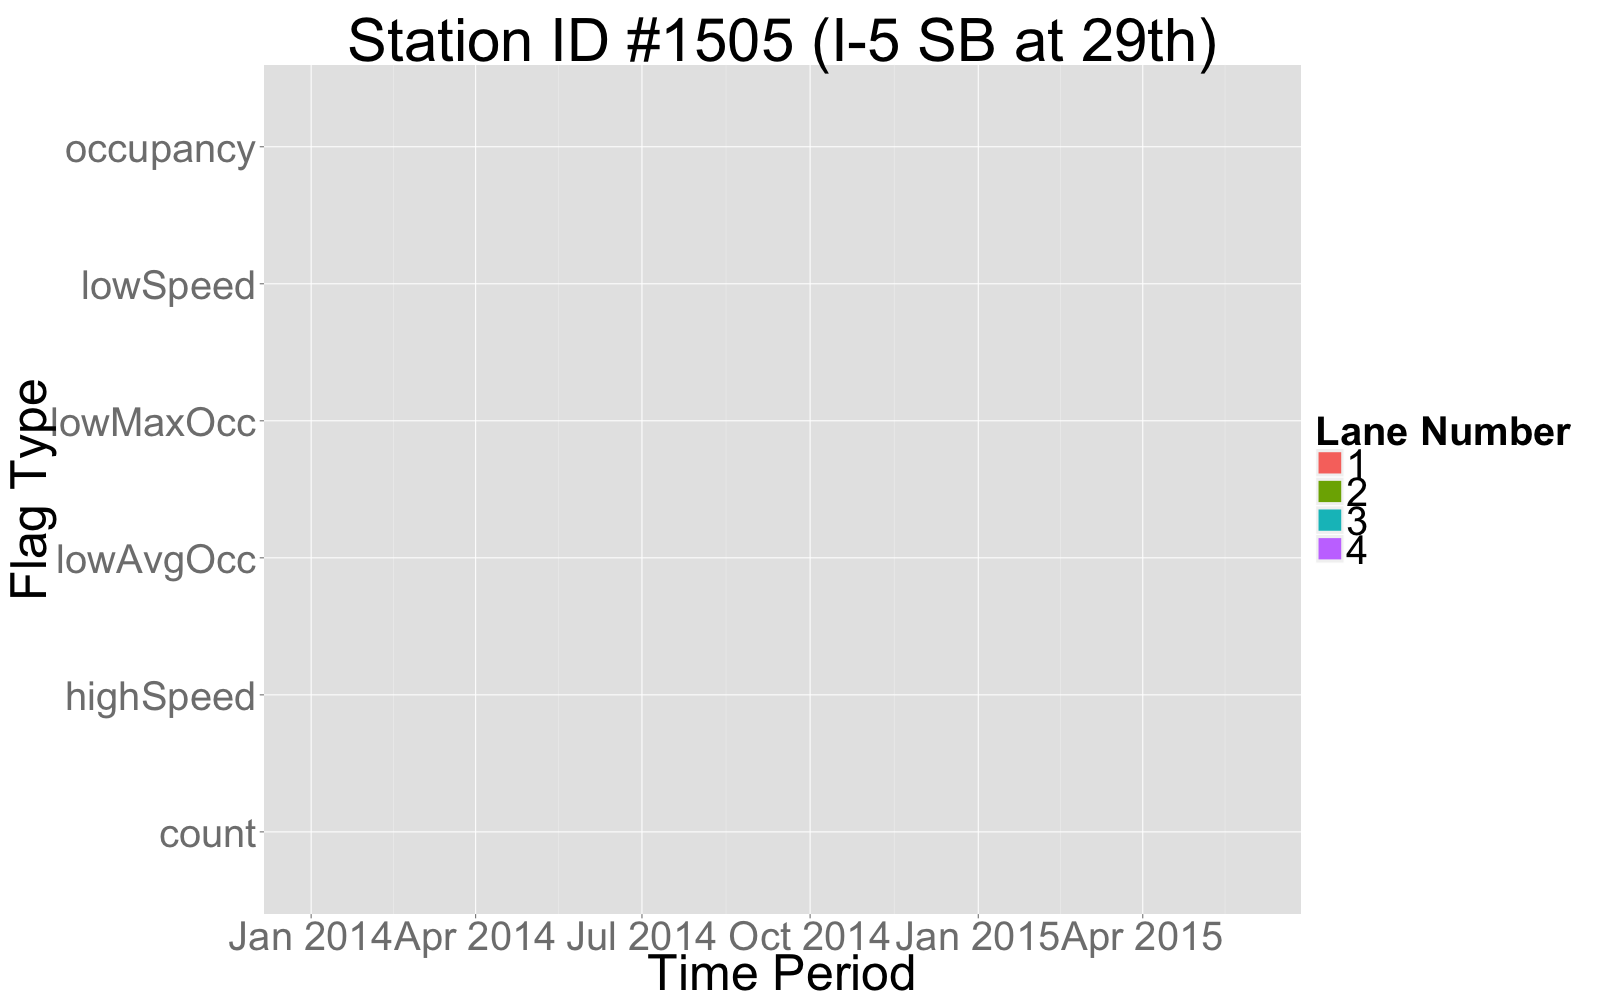 Station ID #1505 (I-5 SB at 29th)
Flag Type
occupancy
lowSpeed
lowMaxOcc
lowAvgOcc
highSpeed
count
Jan 2014 Apr 2014 Jul 2014 Oct 2014 Jan 2015 Apr 2015
Time Period
Lane Number
1
2
3
4